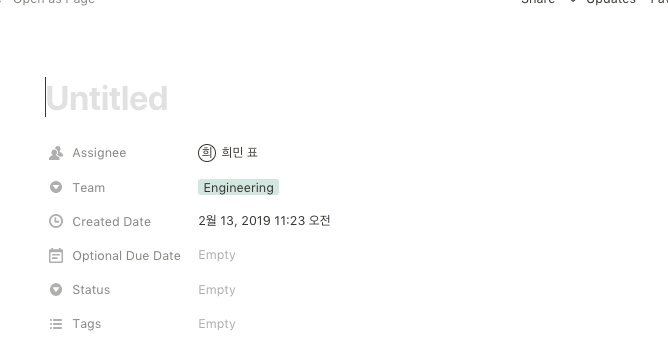 Open as Page Share Updates Fav
Untitled
Assignee 희 희민 표
Team Engineering
Created Date 2월 13, 2019 11:23 오전
Optional Due Date Empty
Status Empty
Tags Empty